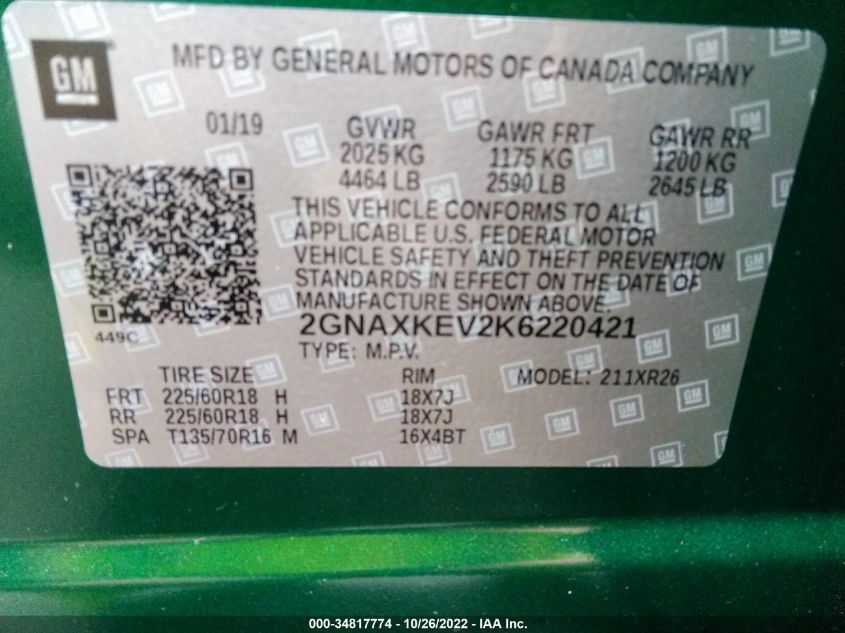 GM
MFD BY GENERAL MOTORS OF CANADA COMPANY
01/19 GVWR GAWR FRT GAWR RR
2025 KG 1175 KG 1200 KG
4464 LB 2590 LB 2645 LB
THIS VEHICLE CONFORMS TO ALL
APPLICABLE U.S. FEDERAL MOTOR
VEHICLE SAFETY AND THEFT PREVENTION
STANDARDS IN EFFECT ON THE DATE OF
MANUFACTURE SHOWN ABOVE.
449C
2GNAXKEV2K6220421
TYPE: M.P.V.
TIRE SIZE RIM MODEL: 211XR26
FRT 225/60R18 H 18X7J
RR 225/60R18 H 18X7J
SPA T135/70R16 M 16X4BT
000-34817774 - 10/26/2022 - IAA Inc.